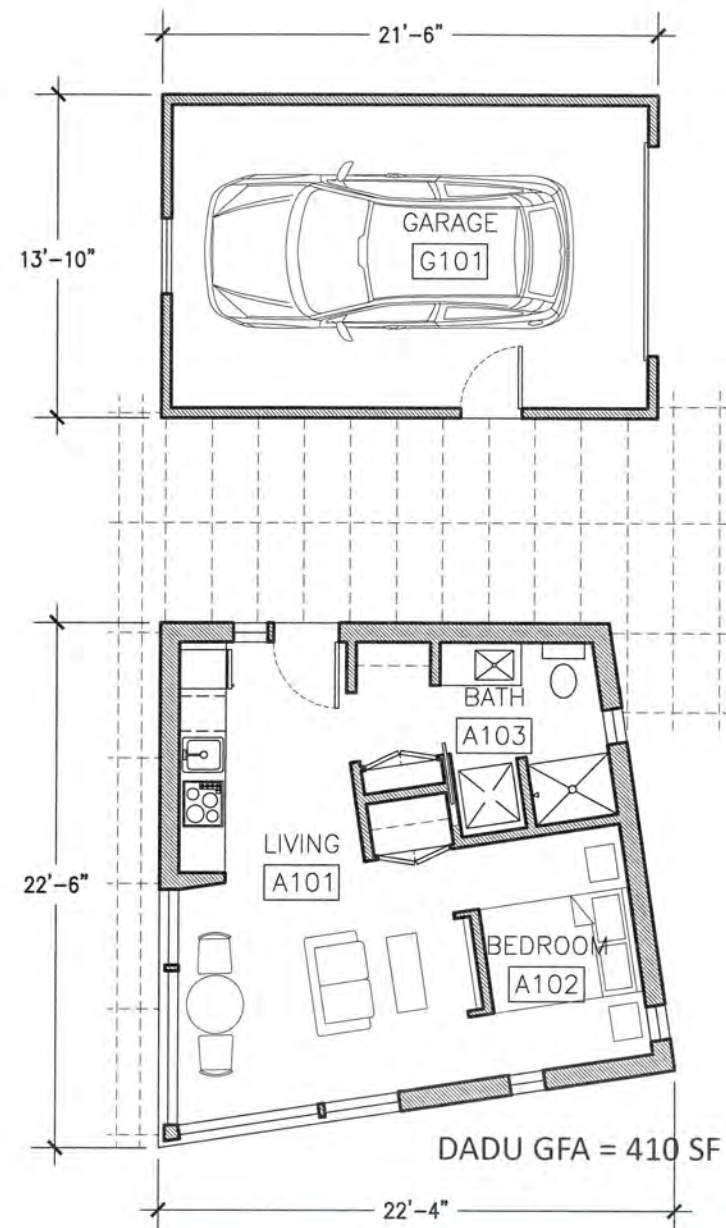 21'-6"
13'-10"
GARAGE
G101
BATH
A103
LIVING
A101
22'-6"
BEDROOM
A102
DADU GFA = 410 SF
22'-4"